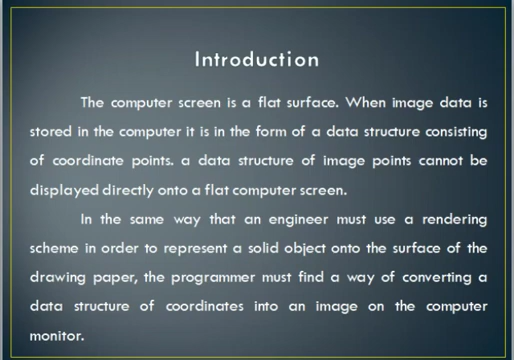 Introduction
The computer screen is a flat surface. When image data is
stored in the computer it is in the form of a data structure consisting
of coordinate points. a data structure of image points cannot be
displayed directly onto a flat computer screen.
In the same way that an engineer must use a rendering
scheme in order to represent a solid object onto the surface of the
drawing paper, the programmer must find a way of converting a
data structure of coordinates into an image on the computer
monitor.